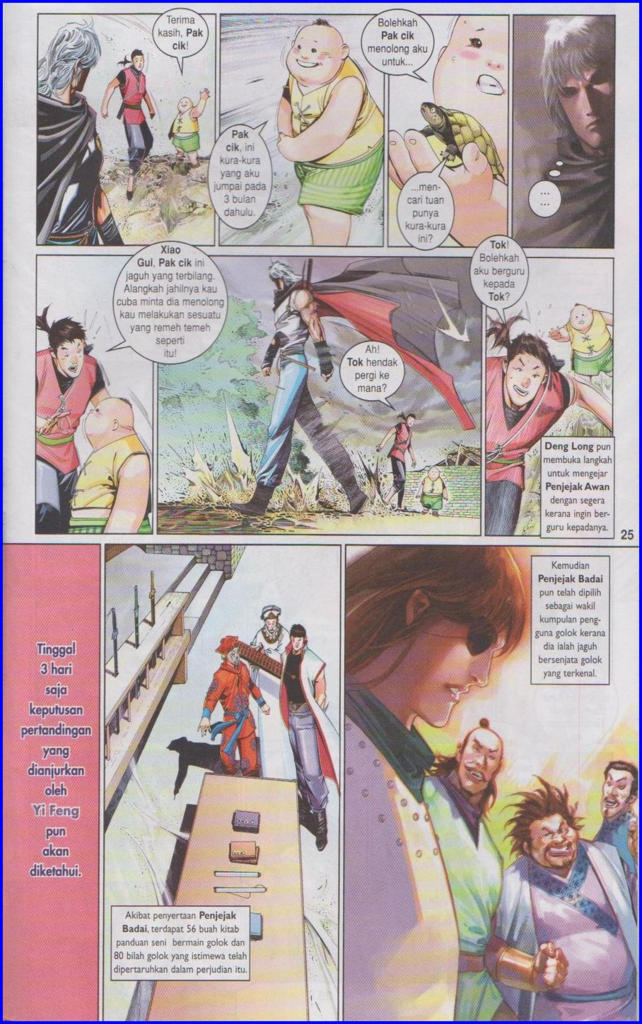 Terima
kasih, Pak
cik!
Pak
cik, ini
kura-kura
yang aku
jumpai pada
3 bulan
dahulu.
Bolehkah
Pak cik
menolong aku
untuk...
...men-
cari tuan
punya
kura-kura
ini?
...
...
Xiao
Gui, Pak cik ini
jaguh yang terbilang.
Alangkah jahilnya kau
cuba minta dia menolong
kau melakukan sesuatu
yang remeh temeh
seperti
itu!
Ah!
Tok hendak
pergi ke
mana?
Tok!
Bolehkah
aku berguru
kepada
Tok?
Deng Long pun
membuka langkah
untuk mengejar
Penjejak Awan
dengan segera
kerana ingin ber-
guru kepadanya.
25
Tinggal
3 hari
saja
keputusan
pertandingan
yang
dianjurkan
oleh
Yi Feng
pun
akan
diketahui.
Akibat penyertaan Penjejak
Badai, terdapat 56 buah kitab
panduan seni bermain golok dan
80 bilah golok yang istimewa telah
dipertaruhkan dalam perjudian itu.
Kemudian
Penjejak Badai
pun telah dipilih
sebagai wakil
kumpulan peng-
guna golok kerana
dia ialah jaguh
bersenjata golok
yang terkenal.